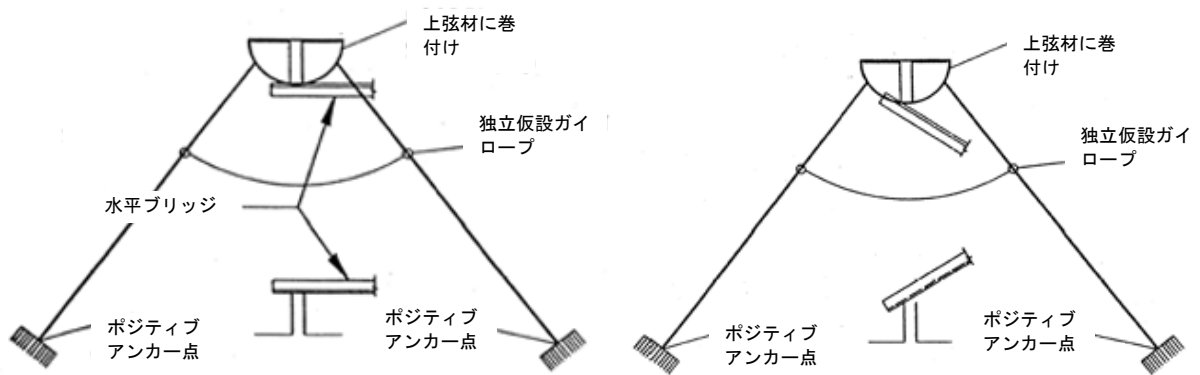 上弦材に巻
付け
独立仮設ガイ
ロープ
水平ブリッジ
ポジティブ
アンカー点
ポジティブ
アンカー点
上弦材に巻
付け
独立仮設ガイ
ロープ
ポジティブ
アンカー点
ポジティブ
アンカー点